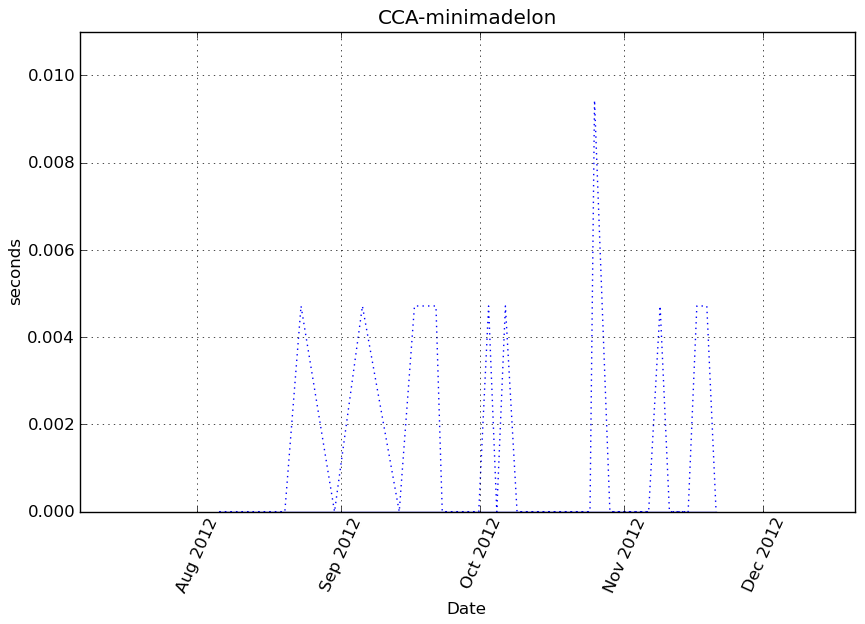 CCA-minimadelon
0.010
0.008
0.006
0.004
0.002
0.000
seconds
Aug 2012
Sep 2012
Oct 2012
Nov 2012
Dec 2012
Date